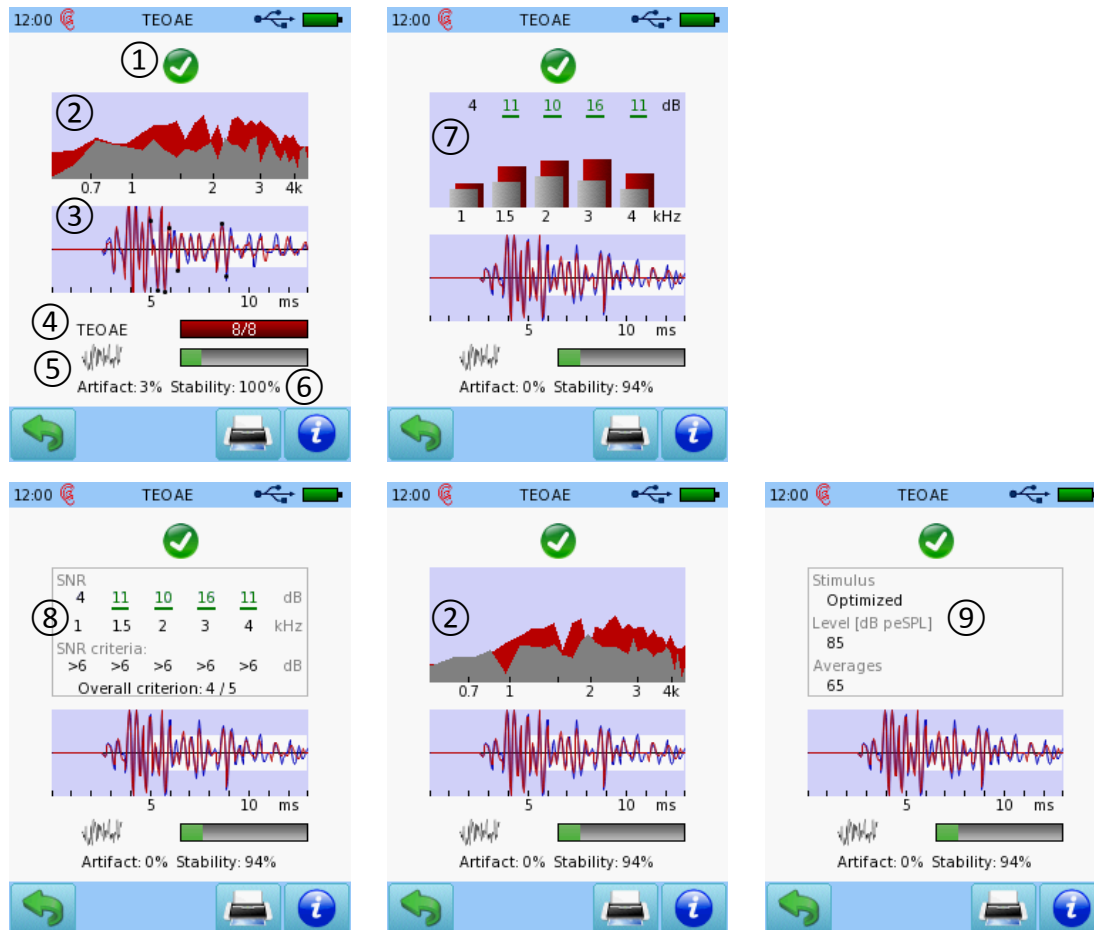 12:00 TEOAE
①
②
0.7 1 2 3 4k
③
5 10 ms
④ TEOAE 8/8
⑤
Artifact: 3% Stability: 100% ⑥
i
12:00 TEOAE
4 11 10 16 11 dB
⑦
1 1.5 2 3 4 kHz
5 10 ms
Artifact: 0% Stability: 94%
i
12:00 TEOAE
SNR
4 11 10 16 11 dB
⑧
1 1.5 2 3 4 kHz
SNR criteria:
>6 >6 >6 >6 >6 dB
Overall criterion: 4 / 5
5 10 ms
Artifact: 0% Stability: 94%
i
12:00 TEOAE
②
0.7 1 2 3 4k
5 10 ms
Artifact: 0% Stability: 94%
i
12:00 TEOAE
Stimulus
Optimized
Level [dB peSPL] ⑨
85
Averages
65
5 10 ms
Artifact: 0% Stability: 94%
i